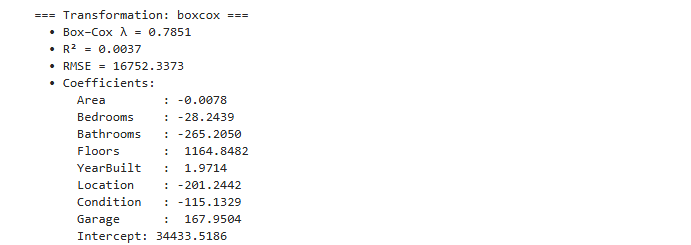 === Transformation: boxcox ===
• Box-Cox λ = 0.7851
• R² = 0.0037
• RMSE = 16752.3373
• Coefficients:
Area : -0.0078
Bedrooms : -28.2439
Bathrooms : -265.2050
Floors : 1164.8482
YearBuilt : 1.9714
Location : -201.2442
Condition : -115.1329
Garage : 167.9504
Intercept: 34433.5186